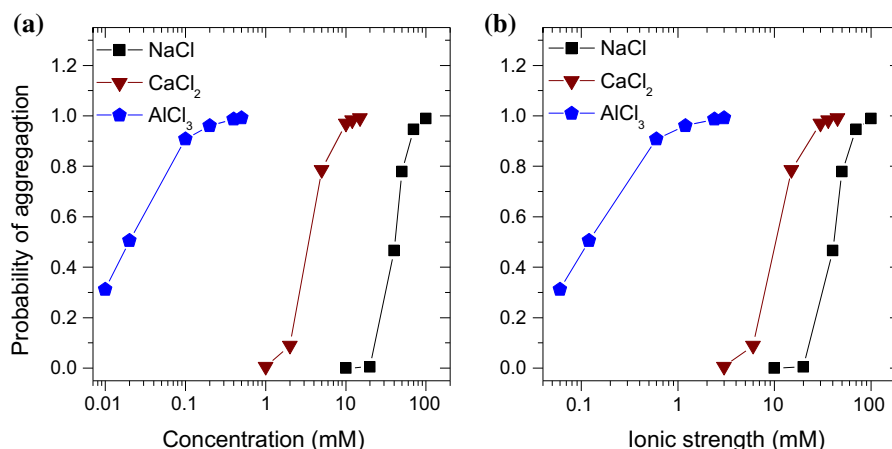 (a)
NaCl
CaCl₂
AlCl₃
Probability of aggregagtion
1.2
1.0
0.8
0.6
0.4
0.2
0.0
0.01
0.1
1
10
100
Concentration (mM)
(b)
NaCl
CaCl₂
AlCl₃
1.2
1.0
0.8
0.6
0.4
0.2
0.0
0.1
1
10
100
Ionic strength (mM)